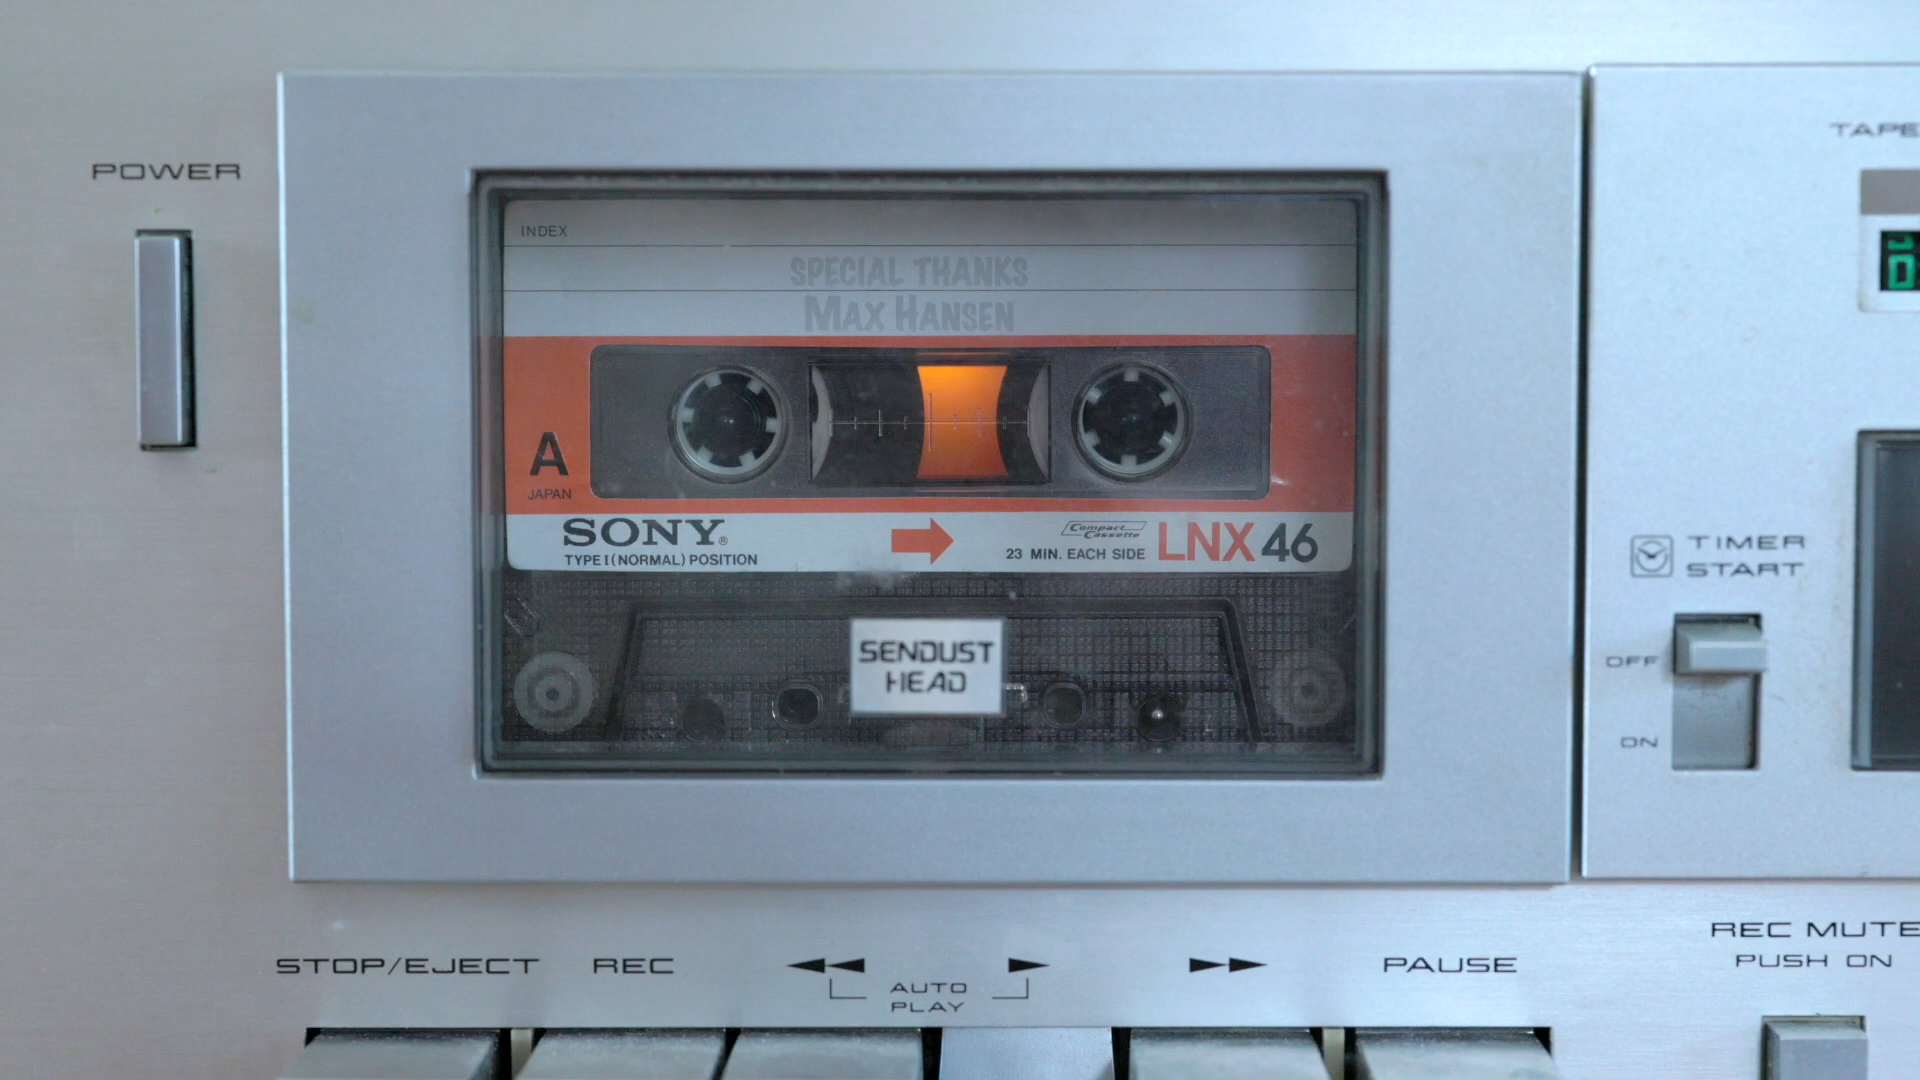 POWER
INDEX
SPECIAL THANKS
MAX HANSEN
A
JAPAN
SONY®
TYPE I (NORMAL) POSITION
Compact
Cassette
23 MIN. EACH SIDE
LNX 46
SENDUST
HEAD
TAPE
TIMER
START
OFF
ON
STOP/EJECT
REC
AUTO
PLAY
PAUSE
REC MUTE
PUSH ON